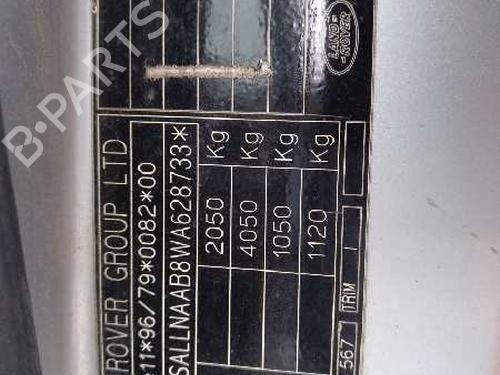 ROVER GROUP LTD
11*96/79*0082*00
SALLNAAB8WA628733*
2050 Kg
4050 Kg
1050 Kg
1120 Kg
567 TRIM
LAND-
-ROVER
B-PARTS